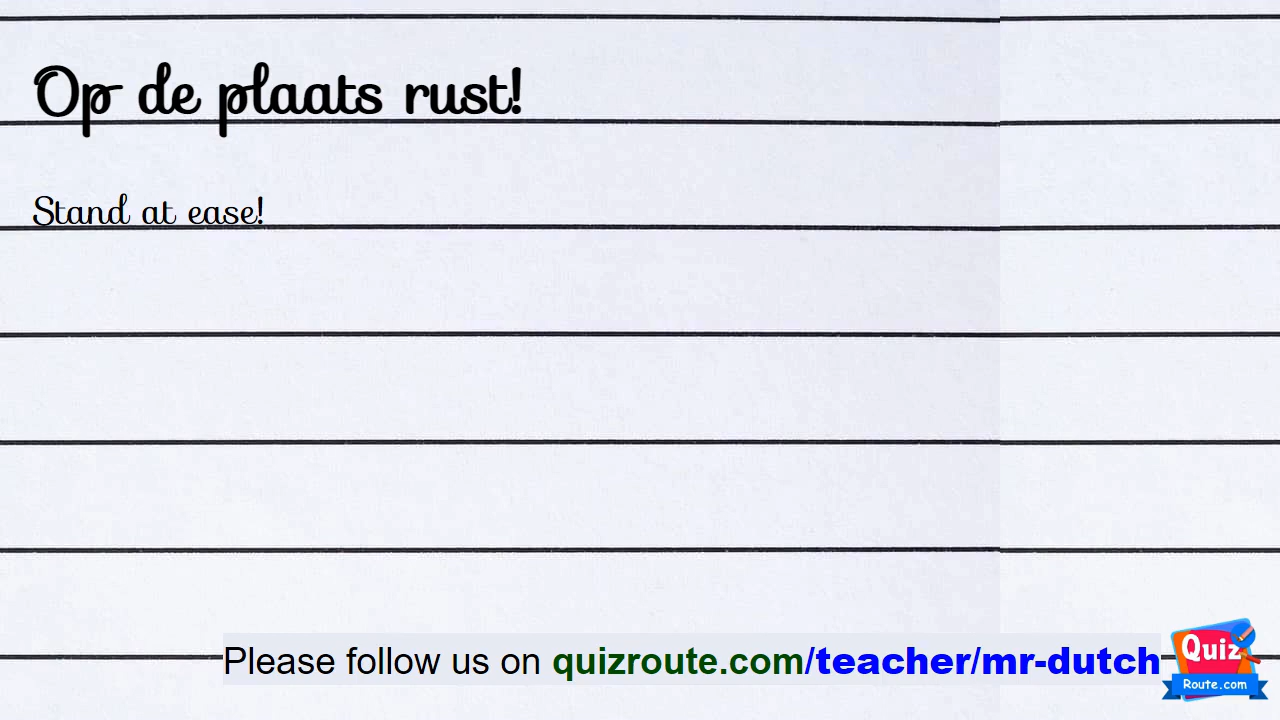 Op de plaats rust!
Stand at ease!
Please follow us on quizroute.com/teacher/mr-dutch
Quiz
Route.com